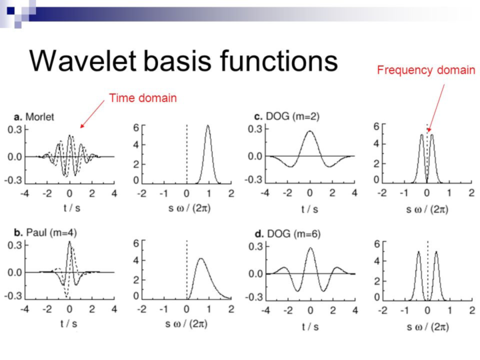 Wavelet basis functions
Time domain
Frequency domain
a. Morlet
0.3
0.0
-0.3
-4 -2 0 2 4
t / s
6
4
2
0
-2 -1 0 1 2
s ω / (2π)
c. DOG (m=2)
0.3
0.0
-0.3
-4 -2 0 2 4
t / s
6
4
2
0
-2 -1 0 1 2
s ω / (2π)
b. Paul (m=4)
0.3
0.0
-0.3
-4 -2 0 2 4
t / s
6
4
2
0
-2 -1 0 1 2
s ω / (2π)
d. DOG (m=6)
0.3
0.0
-0.3
-4 -2 0 2 4
t / s
6
4
2
0
-2 -1 0 1 2
s ω / (2π)